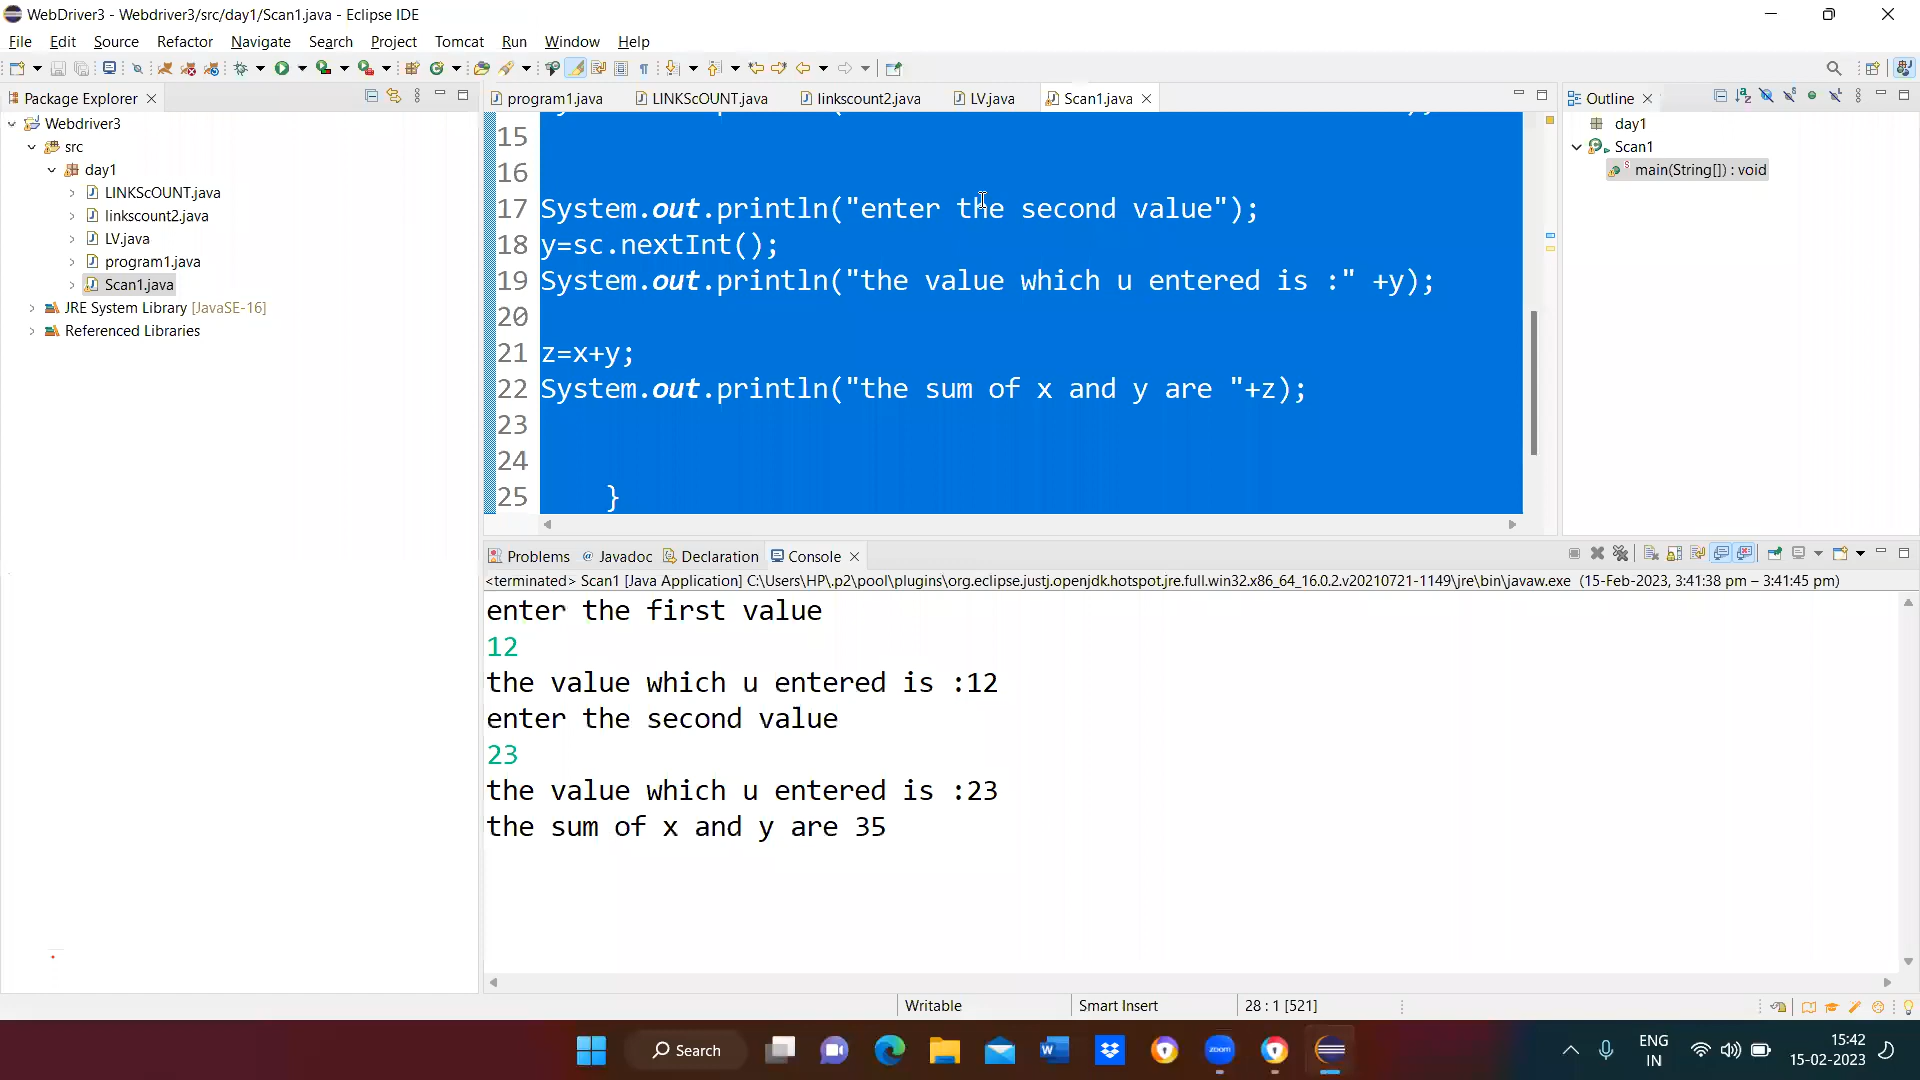 WebDriver3 - Webdriver3/src/day1/Scan1.java - Eclipse IDE
File Edit Source Refactor Navigate Search Project Tomcat Run Window Help
Package Explorer
Webdriver3
src
day1
LINKScOUNT.java
linkscount2.java
LV.java
program1.java
Scan1.java
JRE System Library [JavaSE-16]
Referenced Libraries
program1.java LINKScOUNT.java linkscount2.java LV.java Scan1.java
15
16
17 System.out.println("enter the second value");
18 y=sc.nextInt();
19 System.out.println("the value which u entered is :" +y);
20
21 z=x+y;
22 System.out.println("the sum of x and y are "+z);
23
24
25 }
Outline
day1
Scan1
main(String[]) : void
Problems @ Javadoc Declaration Console
<terminated> Scan1 [Java Application] C:\Users\HP\.p2\pool\plugins\org.eclipse.justj.openjdk.hotspot.jre.full.win32.x86_64_16.0.2.v20210721-1149\jre\bin\javaw.exe (15-Feb-2023, 3:41:38 pm – 3:41:45 pm)
enter the first value
12
the value which u entered is :12
enter the second value
23
the value which u entered is :23
the sum of x and y are 35
Writable Smart Insert 28 : 1 [521]
Search
zoom
ENG
IN
15:42
15-02-2023